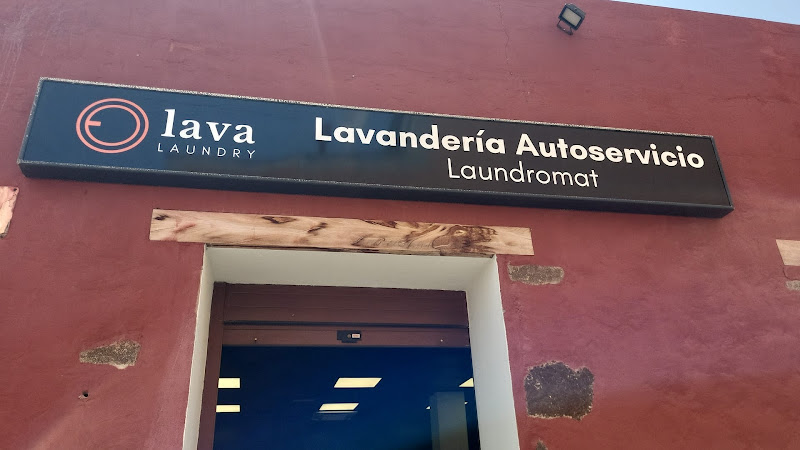 lava
LAUNDRY
Lavandería Autoservicio
Laundromat